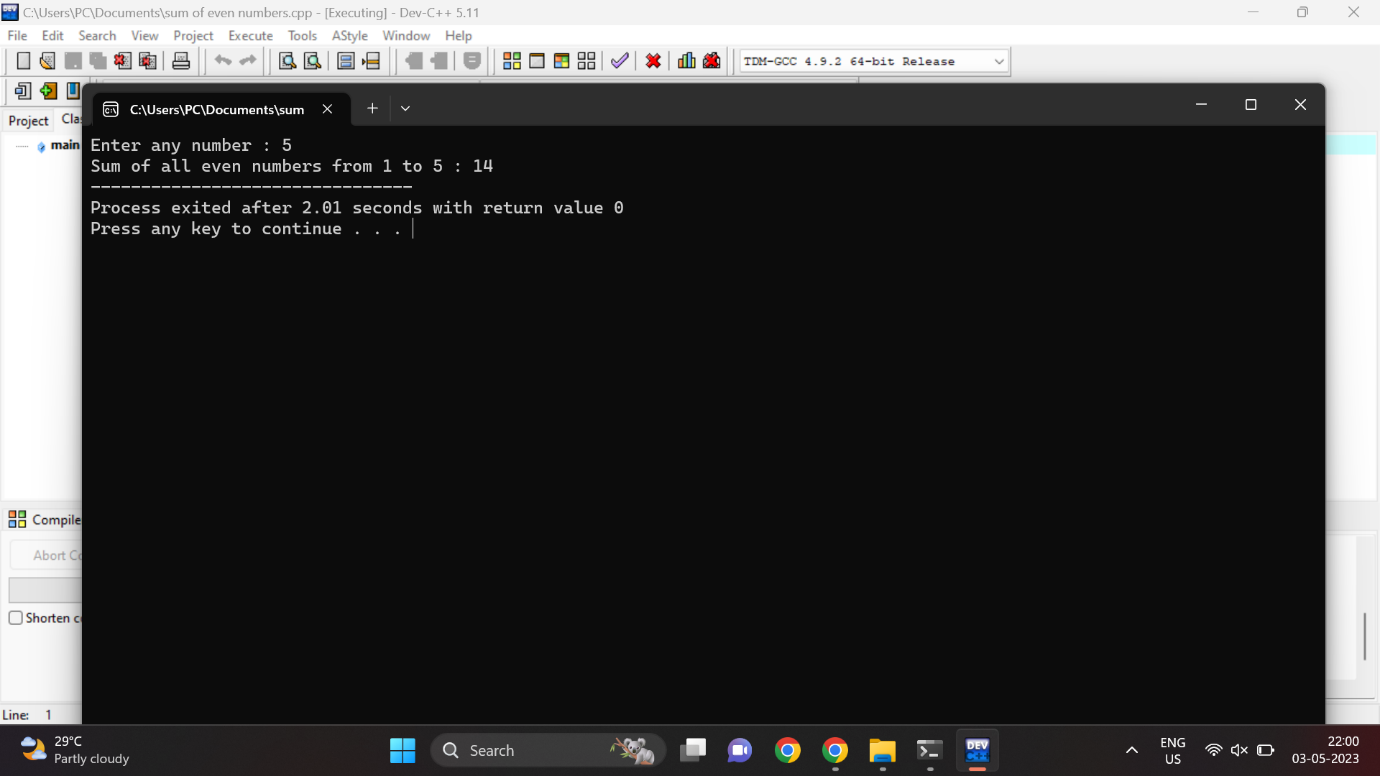 C:\Users\PC\Documents\sum of even numbers.cpp - [Executing] - Dev-C++ 5.11
File Edit Search View Project Execute Tools AStyle Window Help
TDM-GCC 4.9.2 64-bit Release
Project
C:\Users\PC\Documents\sum
main
Enter any number : 5
Sum of all even numbers from 1 to 5 : 14
--------------------------------
Process exited after 2.01 seconds with return value 0
Press any key to continue . . .
Compile
Abort
Shorten
Line: 1
29°C
Partly cloudy
Search
DEV
ENG
US
22:00
03-05-2023